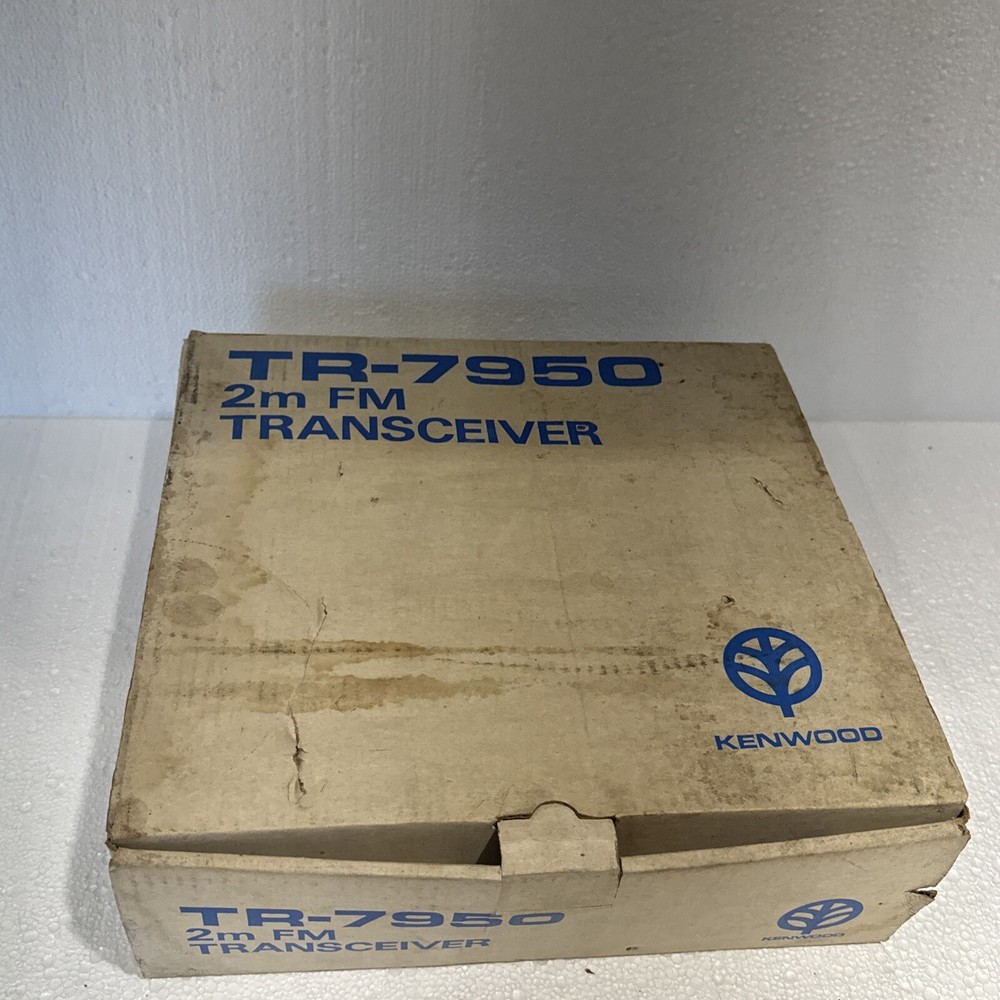 TR-7950
2m FM
TRANSCEIVER
KENWOOD
TR-7950
2m FM
TRANSCEIVER
KENWOOD